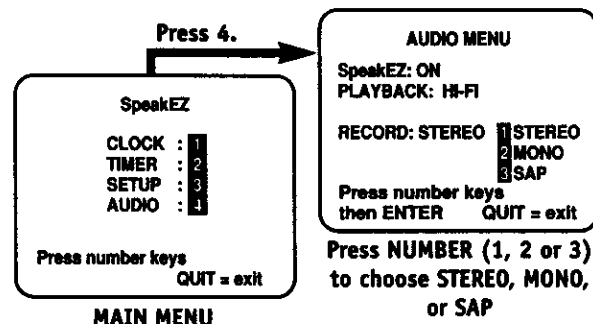 Press 4.
SpeakEZ
CLOCK : 1
TIMER : 2
SETUP : 3
AUDIO : 4
Press number keys
QUIT = exit
MAIN MENU
AUDIO MENU
SpeakEZ: ON
PLAYBACK: HI-FI
RECORD: STEREO 1 STEREO
2 MONO
3 SAP
Press number keys
then ENTER QUIT = exit
Press NUMBER (1, 2 or 3)
to choose STEREO, MONO,
or SAP